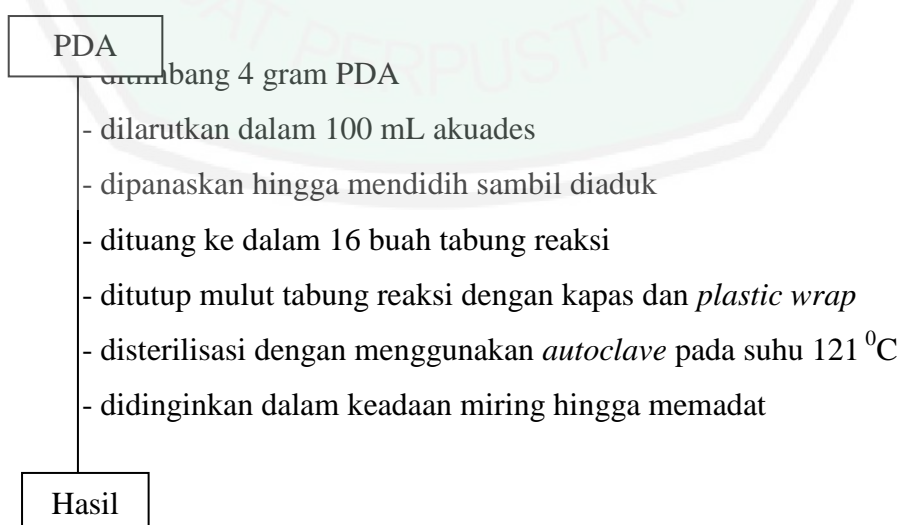 PERPUSTAK
PDA
- ditimbang 4 gram PDA
- dilarutkan dalam 100 mL akuades
- dipanaskan hingga mendidih sambil diaduk
- dituang ke dalam 16 buah tabung reaksi
- ditutup mulut tabung reaksi dengan kapas dan plastic wrap
- disterilisasi dengan menggunakan autoclave pada suhu 121 ⁰C
- didinginkan dalam keadaan miring hingga memadat
Hasil